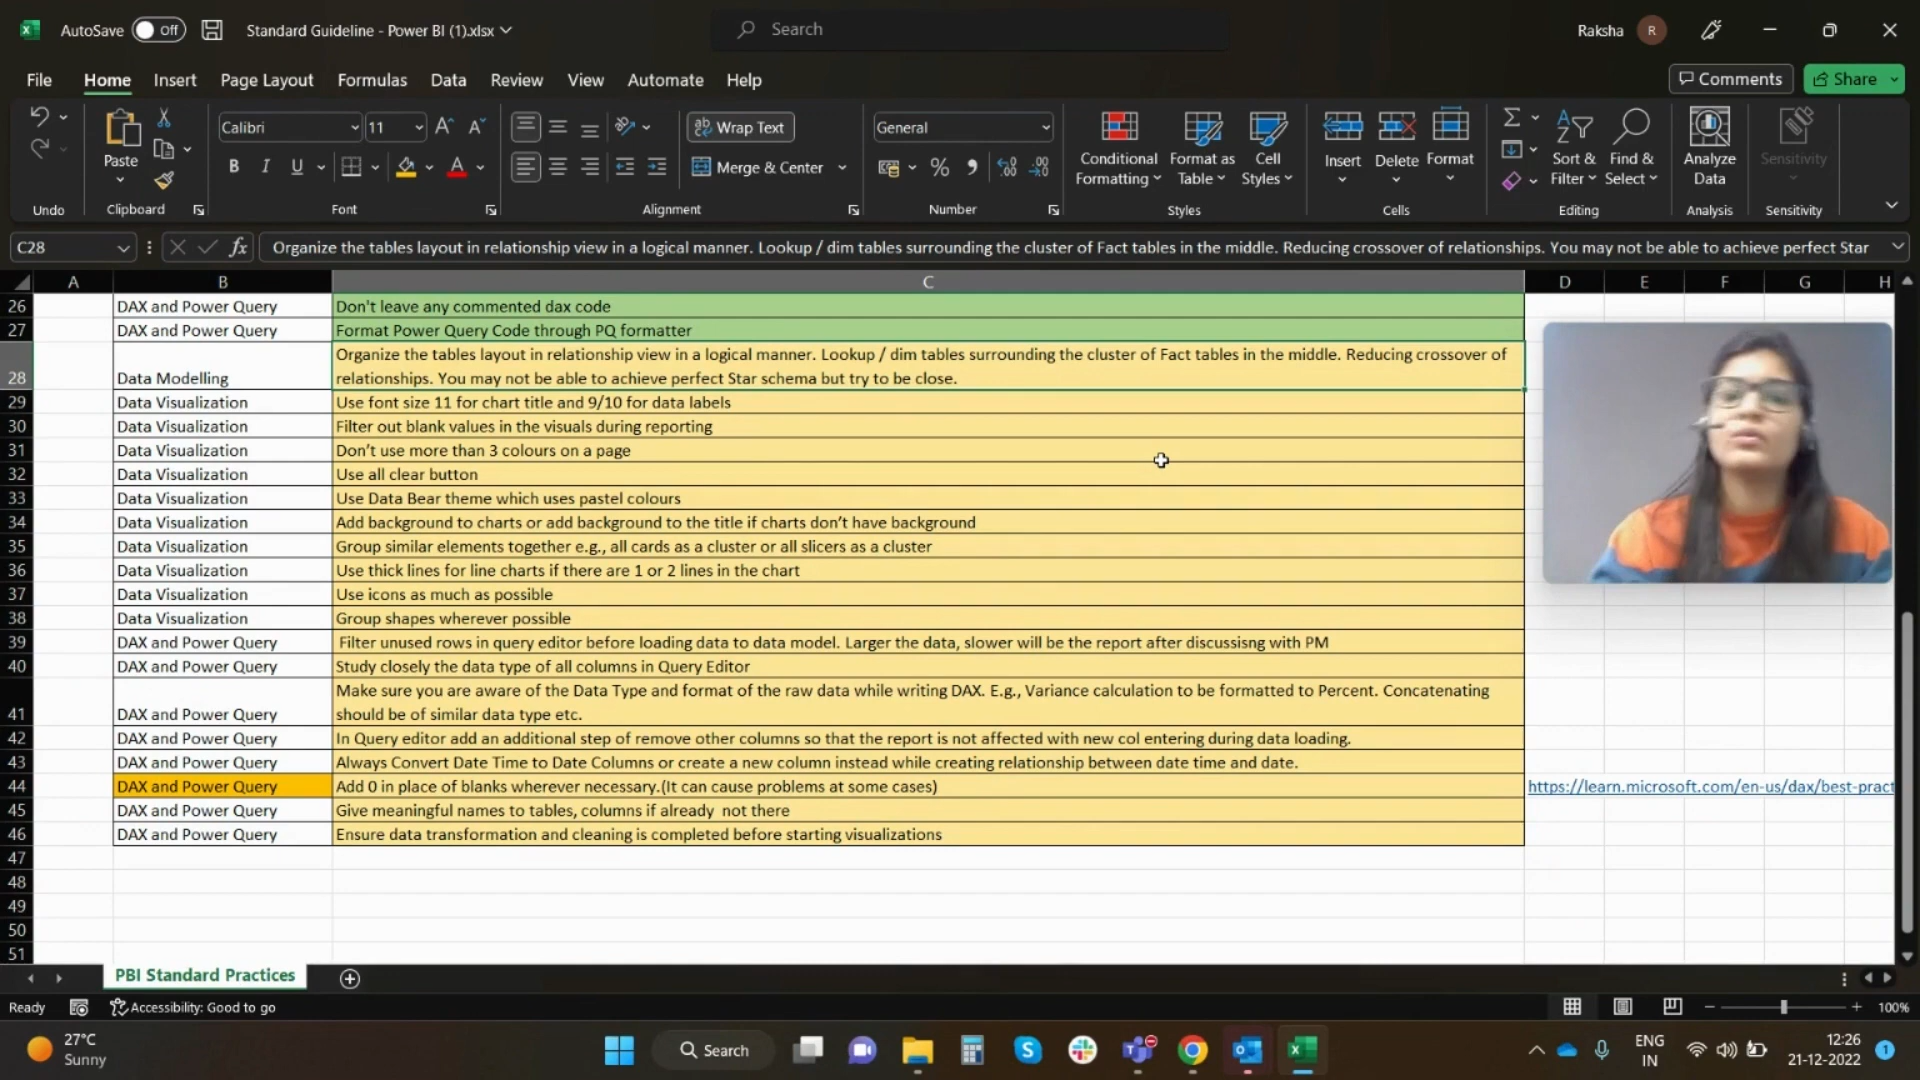 AutoSave Off Standard Guideline - Power BI (1).xlsx Search Raksha R
File Home Insert Page Layout Formulas Data Review View Automate Help Comments Share
Calibri 11 Wrap Text General
Paste B I U Merge & Center % Conditional Formatting Format as Table Cell Styles Insert Delete Format Sort & Filter Find & Select Analyze Data Sensitivity
Undo Clipboard Font Alignment Number Styles Cells Editing Analysis Sensitivity
C28 fx Organize the tables layout in relationship view in a logical manner. Lookup / dim tables surrounding the cluster of Fact tables in the middle. Reducing crossover of relationships. You may not be able to achieve perfect Star
A B C D E F G H
26 DAX and Power Query Don't leave any commented dax code
27 DAX and Power Query Format Power Query Code through PQ formatter
Organize the tables layout in relationship view in a logical manner. Lookup / dim tables surrounding the cluster of Fact tables in the middle. Reducing crossover of
28 Data Modelling relationships. You may not be able to achieve perfect Star schema but try to be close.
29 Data Visualization Use font size 11 for chart title and 9/10 for data labels
30 Data Visualization Filter out blank values in the visuals during reporting
31 Data Visualization Don't use more than 3 colours on a page
32 Data Visualization Use all clear button
33 Data Visualization Use Data Bear theme which uses pastel colours
34 Data Visualization Add background to charts or add background to the title if charts don't have background
35 Data Visualization Group similar elements together e.g., all cards as a cluster or all slicers as a cluster
36 Data Visualization Use thick lines for line charts if there are 1 or 2 lines in the chart
37 Data Visualization Use icons as much as possible
38 Data Visualization Group shapes wherever possible
39 DAX and Power Query Filter unused rows in query editor before loading data to data model. Larger the data, slower will be the report after discussisng with PM
40 DAX and Power Query Study closely the data type of all columns in Query Editor
Make sure you are aware of the Data Type and format of the raw data while writing DAX. E.g., Variance calculation to be formatted to Percent. Concatenating
41 DAX and Power Query should be of similar data type etc.
42 DAX and Power Query In Query editor add an additional step of remove other columns so that the report is not affected with new col entering during data loading.
43 DAX and Power Query Always Convert Date Time to Date Columns or create a new column instead while creating relationship between date time and date.
44 DAX and Power Query Add 0 in place of blanks wherever necessary.(It can cause problems at some cases) https://learn.microsoft.com/en-us/dax/best-pract
45 DAX and Power Query Give meaningful names to tables, columns if already not there
46 DAX and Power Query Ensure data transformation and cleaning is completed before starting visualizations
47
48
49
50
51
PBI Standard Practices
Ready Accessibility: Good to go 100%
27°C
Sunny
Search
ENG
IN
12:26
21-12-2022
1